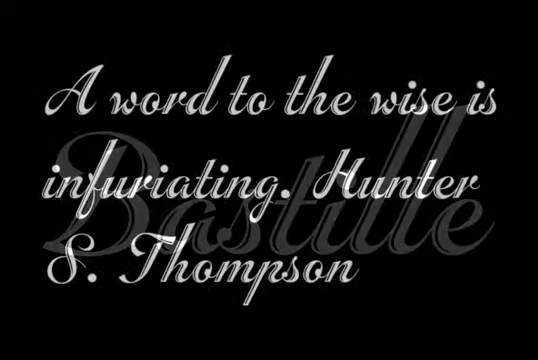 A word to the wise is
infuriating. Hunter
Bastille
S. Thompson